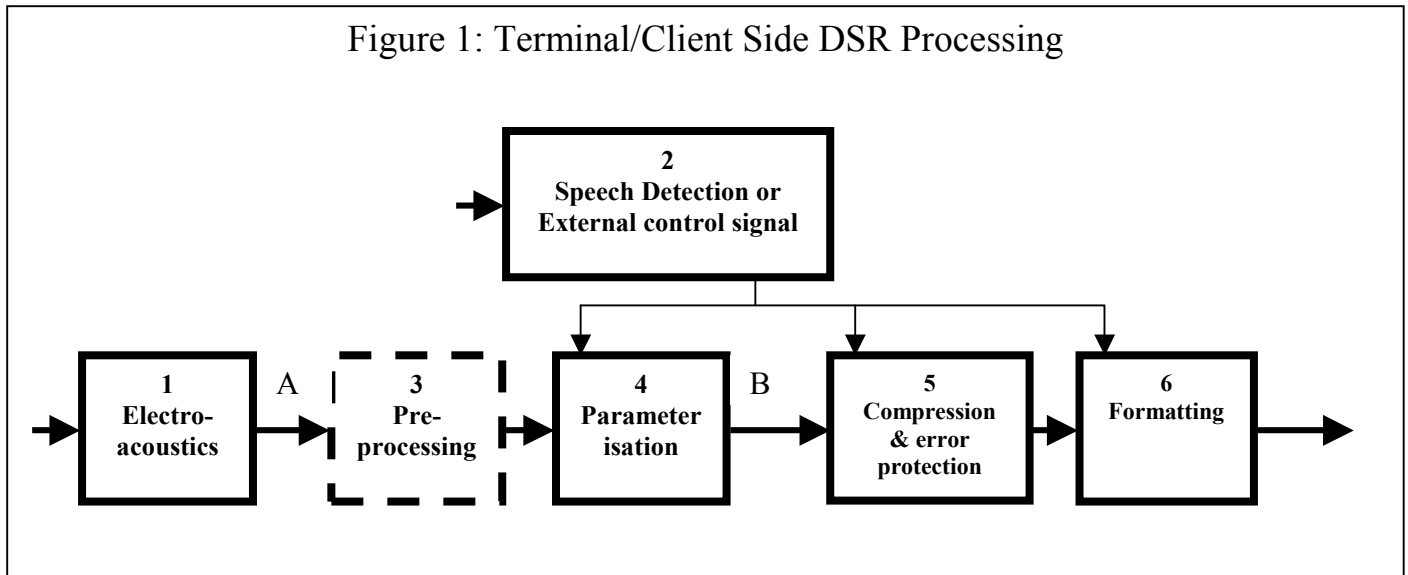 Figure 1: Terminal/Client Side DSR Processing
2
Speech Detection or
External control signal
1
Electro-
acoustics
A
3
Pre-
processing
4
Parameter
isation
B
5
Compression
& error
protection
6
Formatting